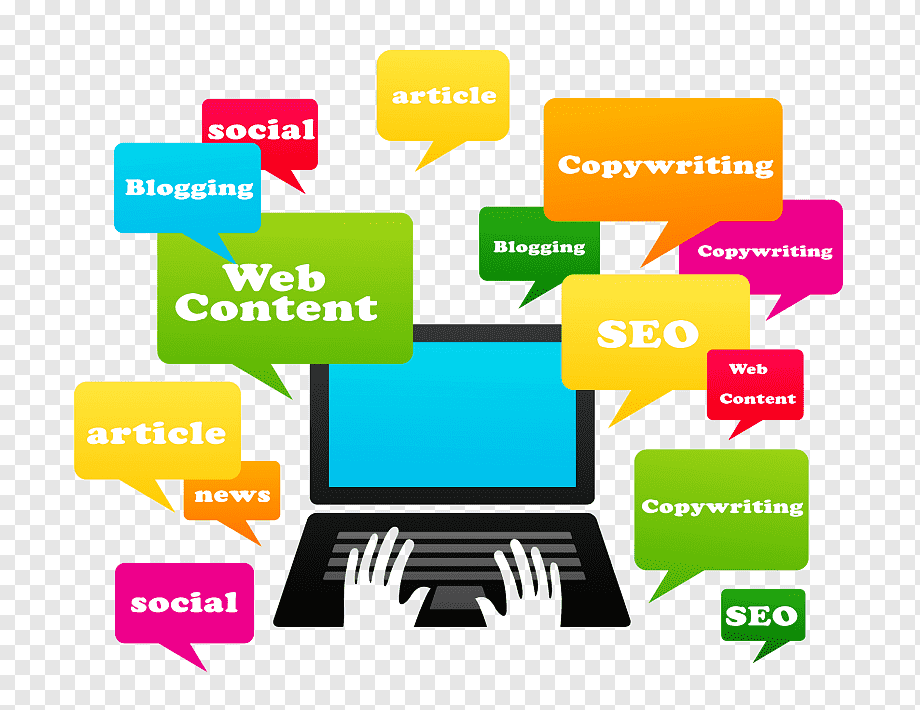 article
social
Copywriting
Blogging
Blogging
Copywriting
Web
Content
SEO
Web
Content
article
news
Copywriting
social
SEO